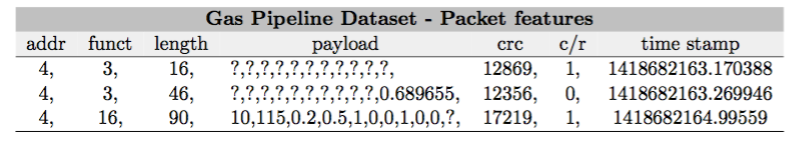 Gas Pipeline Dataset - Packet features
addr funct length payload crc c/r time stamp
4, 3, 16, ?,?,?,?,?,?,?,?,?,?,?, 12869, 1, 1418682163.170388
4, 3, 46, ?,?,?,?,?,?,?,?,?,?,0.689655, 12356, 0, 1418682163.269946
4, 16, 90, 10,115,0.2,0.5,1,0,0,1,0,0,?, 17219, 1, 1418682164.99559